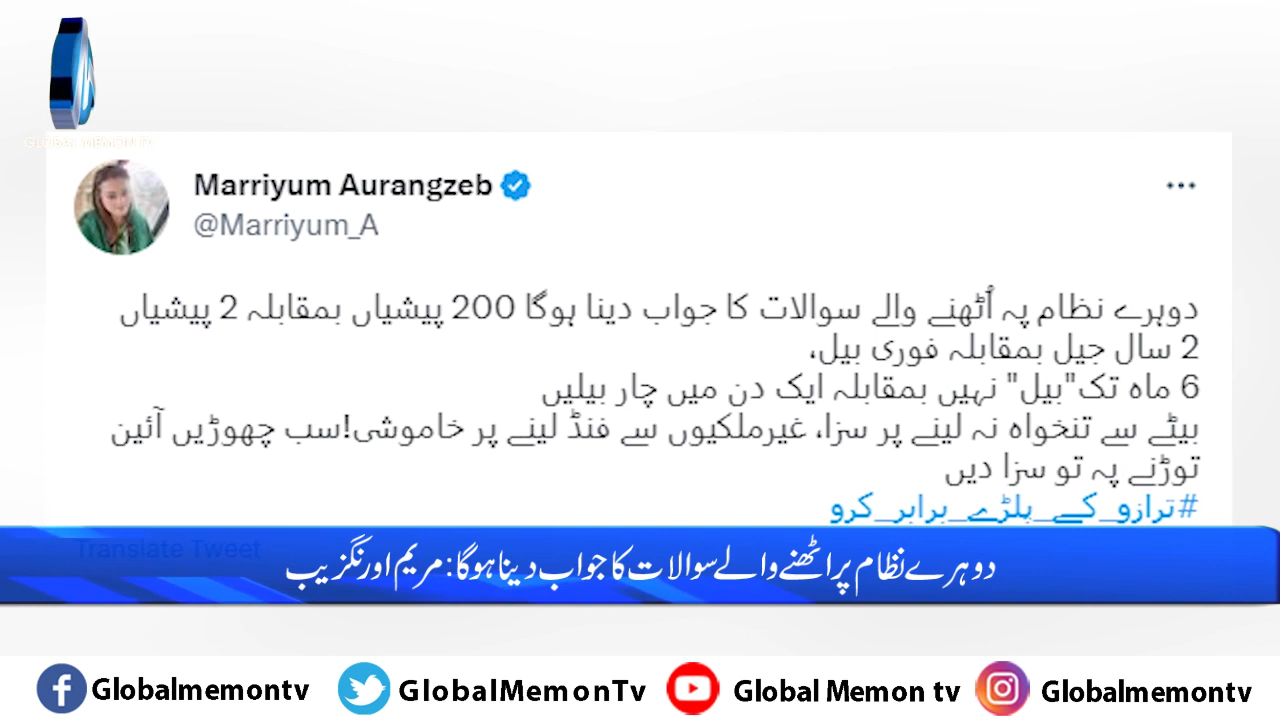 GLOBAL MEMON TV
Marriyum Aurangzeb
@Marriyum_A
دوہرے نظام پہ اُٹھنے والے سوالات کا جواب دینا ہوگا 200 پیشیاں بمقابلہ 2 پیشیاں
2 سال جیل بمقابلہ فوری بیل،
6 ماہ تک"بیل" نہیں بمقابلہ ایک دن میں چار بیلیں
بیٹے سے تنخواہ نہ لینے پر سزا، غیرملکیوں سے فنڈ لینے پر خاموشی!سب چھوڑیں آئین
توڑنے پہ تو سزا دیں
#ترازو_کے_پلڑے_برابر_کرو
Translate Tweet
دوہرے نظام پر اٹھنے والے سوالات کا جواب دینا ہوگا: مریم اورنگزیب
Globalmemontv
GlobalMemonTv
Global Memon tv
Globalmemontv